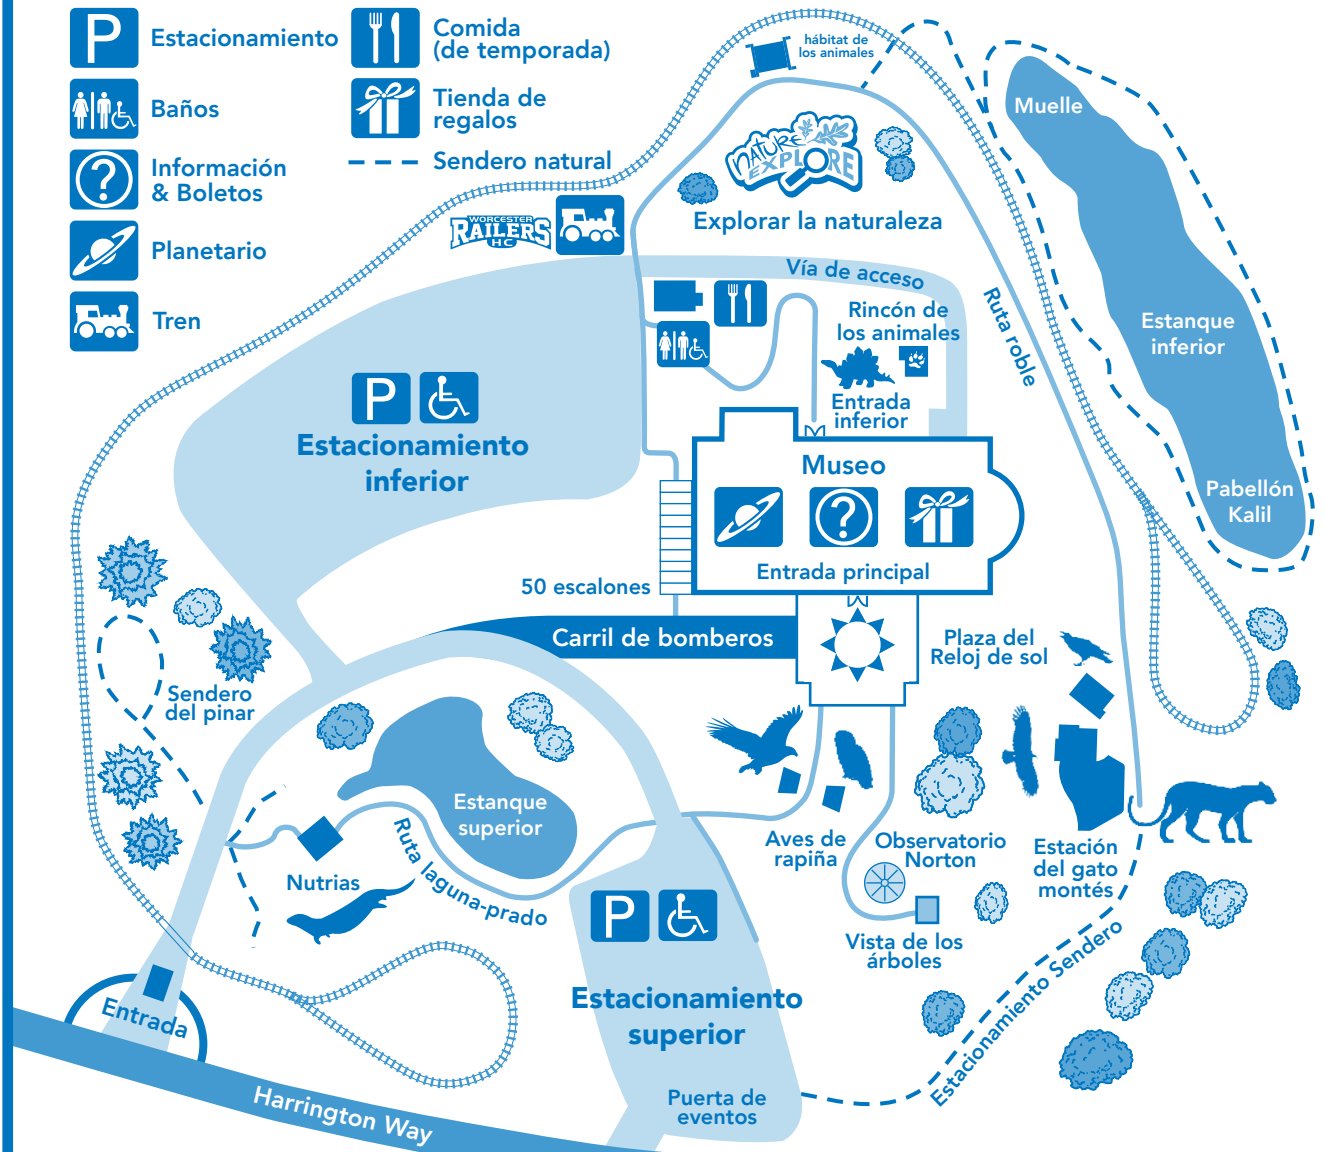 P Estacionamiento
Baños
? Información
& Boletos
Planetario
Tren
Comida
(de temporada)
Tienda de
regalos
Sendero natural
hábitat de
los animales
Muelle
NATURE
EXPLORE
Explorar la naturaleza
WORCESTER
RAILERS
HC
Vía de acceso
Rincón de
los animales
Ruta roble
Estanque
inferior
P
Estacionamiento
inferior
Entrada
inferior
Museo
?
Pabellón
Kalil
Entrada principal
50 escalones
Carril de bomberos
Plaza del
Reloj de sol
Sendero
del pinar
Estanque
superior
Ruta laguna-prado
Nutrias
Aves de
rapiña
Observatorio
Norton
Estación
del gato
montés
P
Vista de los
árboles
Estacionamiento Sendero
Estacionamiento
superior
Entrada
Puerta de
eventos
Harrington Way